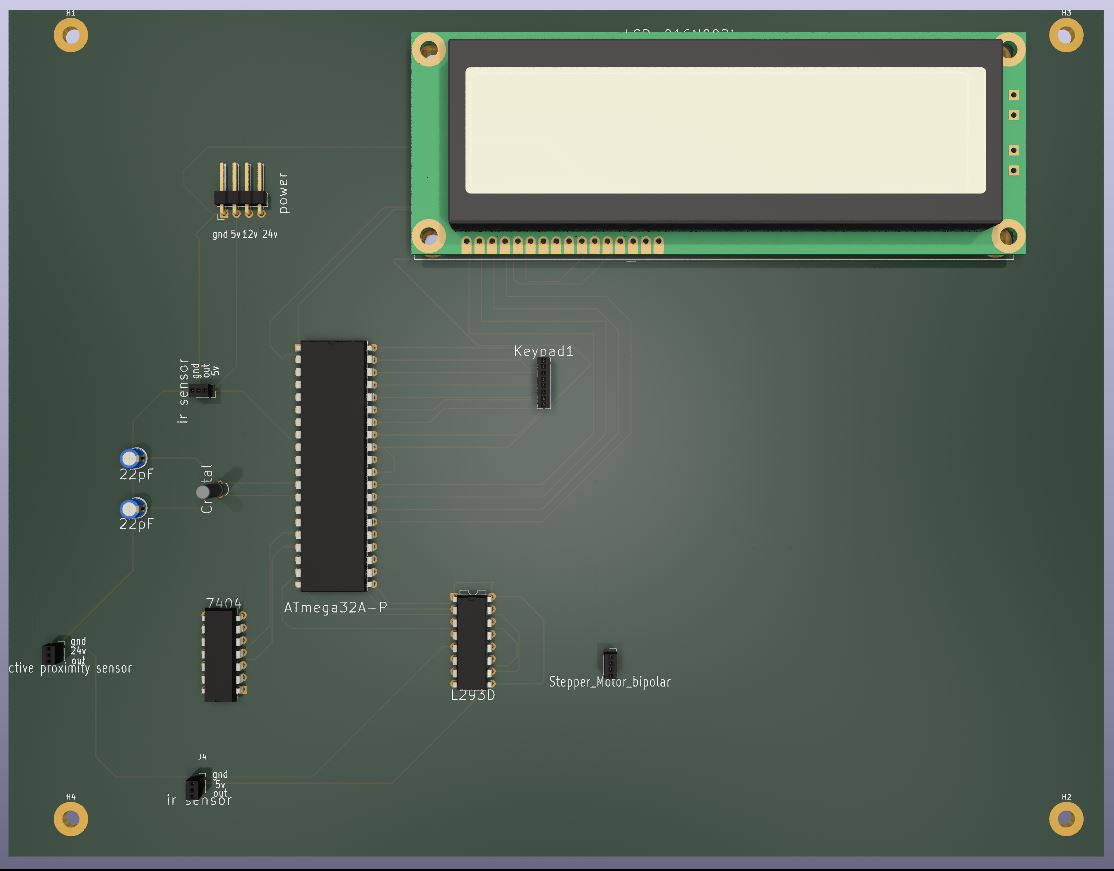 H1
H3
power
gnd 5v 12v 24v
Keypad1
ir sensor
gnd
out
5v
22pF
22pF
ATmega32A-P
7404
gnd
24v
out
ctive proximity sensor
L293D
Stepper_Motor_bipolar
J4
gnd
5v
out
ir sensor
H4
H2